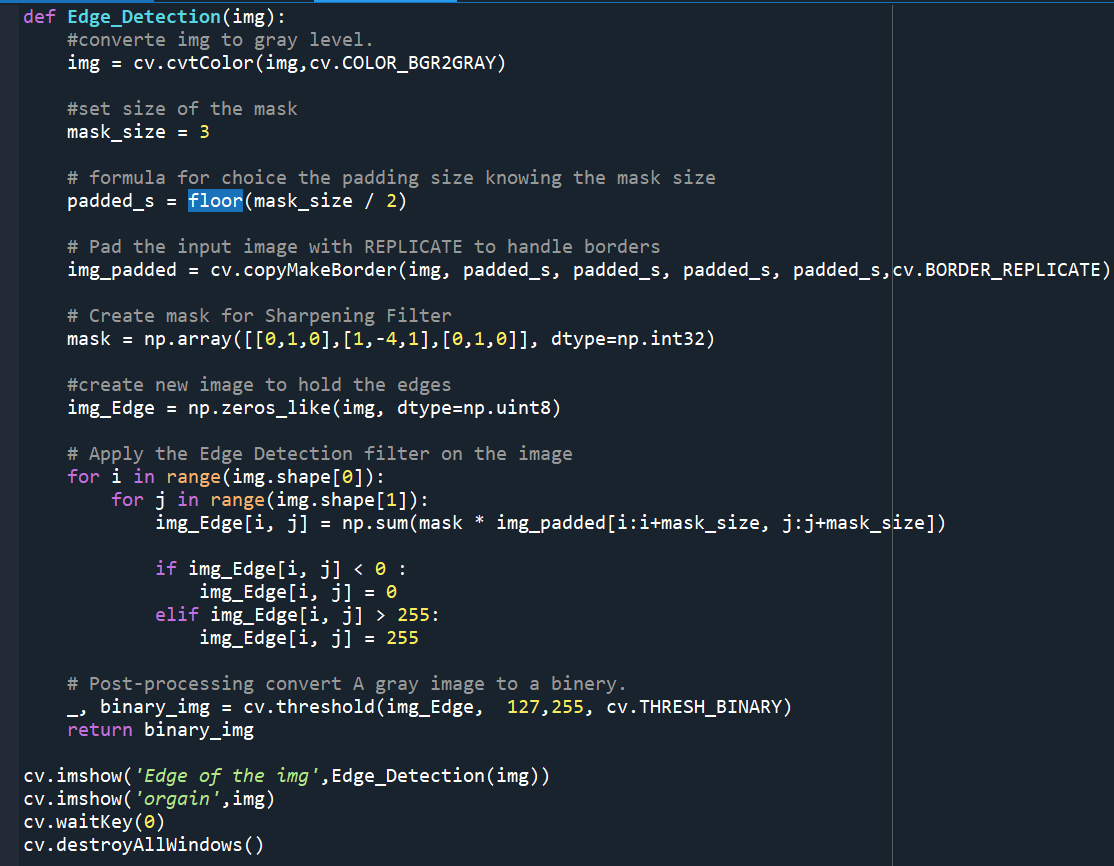 def Edge_Detection(img):
    #converte img to gray level.
    img = cv.cvtColor(img,cv.COLOR_BGR2GRAY)

    #set size of the mask
    mask_size = 3

    # formula for choice the padding size knowing the mask size
    padded_s = floor(mask_size / 2)

    # Pad the input image with REPLICATE to handle borders
    img_padded = cv.copyMakeBorder(img, padded_s, padded_s, padded_s, padded_s,cv.BORDER_REPLICATE)

    # Create mask for Sharpening Filter
    mask = np.array([[0,1,0],[1,-4,1],[0,1,0]], dtype=np.int32)

    #create new image to hold the edges
    img_Edge = np.zeros_like(img, dtype=np.uint8)

    # Apply the Edge Detection filter on the image
    for i in range(img.shape[0]):
        for j in range(img.shape[1]):
            img_Edge[i, j] = np.sum(mask * img_padded[i:i+mask_size, j:j+mask_size])

            if img_Edge[i, j] < 0 :
                img_Edge[i, j] = 0
            elif img_Edge[i, j] > 255:
                img_Edge[i, j] = 255

    # Post-processing convert A gray image to a binery.
    _, binary_img = cv.threshold(img_Edge,  127,255, cv.THRESH_BINARY)
    return binary_img

cv.imshow('Edge of the img',Edge_Detection(img))
cv.imshow('orgain',img)
cv.waitKey(0)
cv.destroyAllWindows()